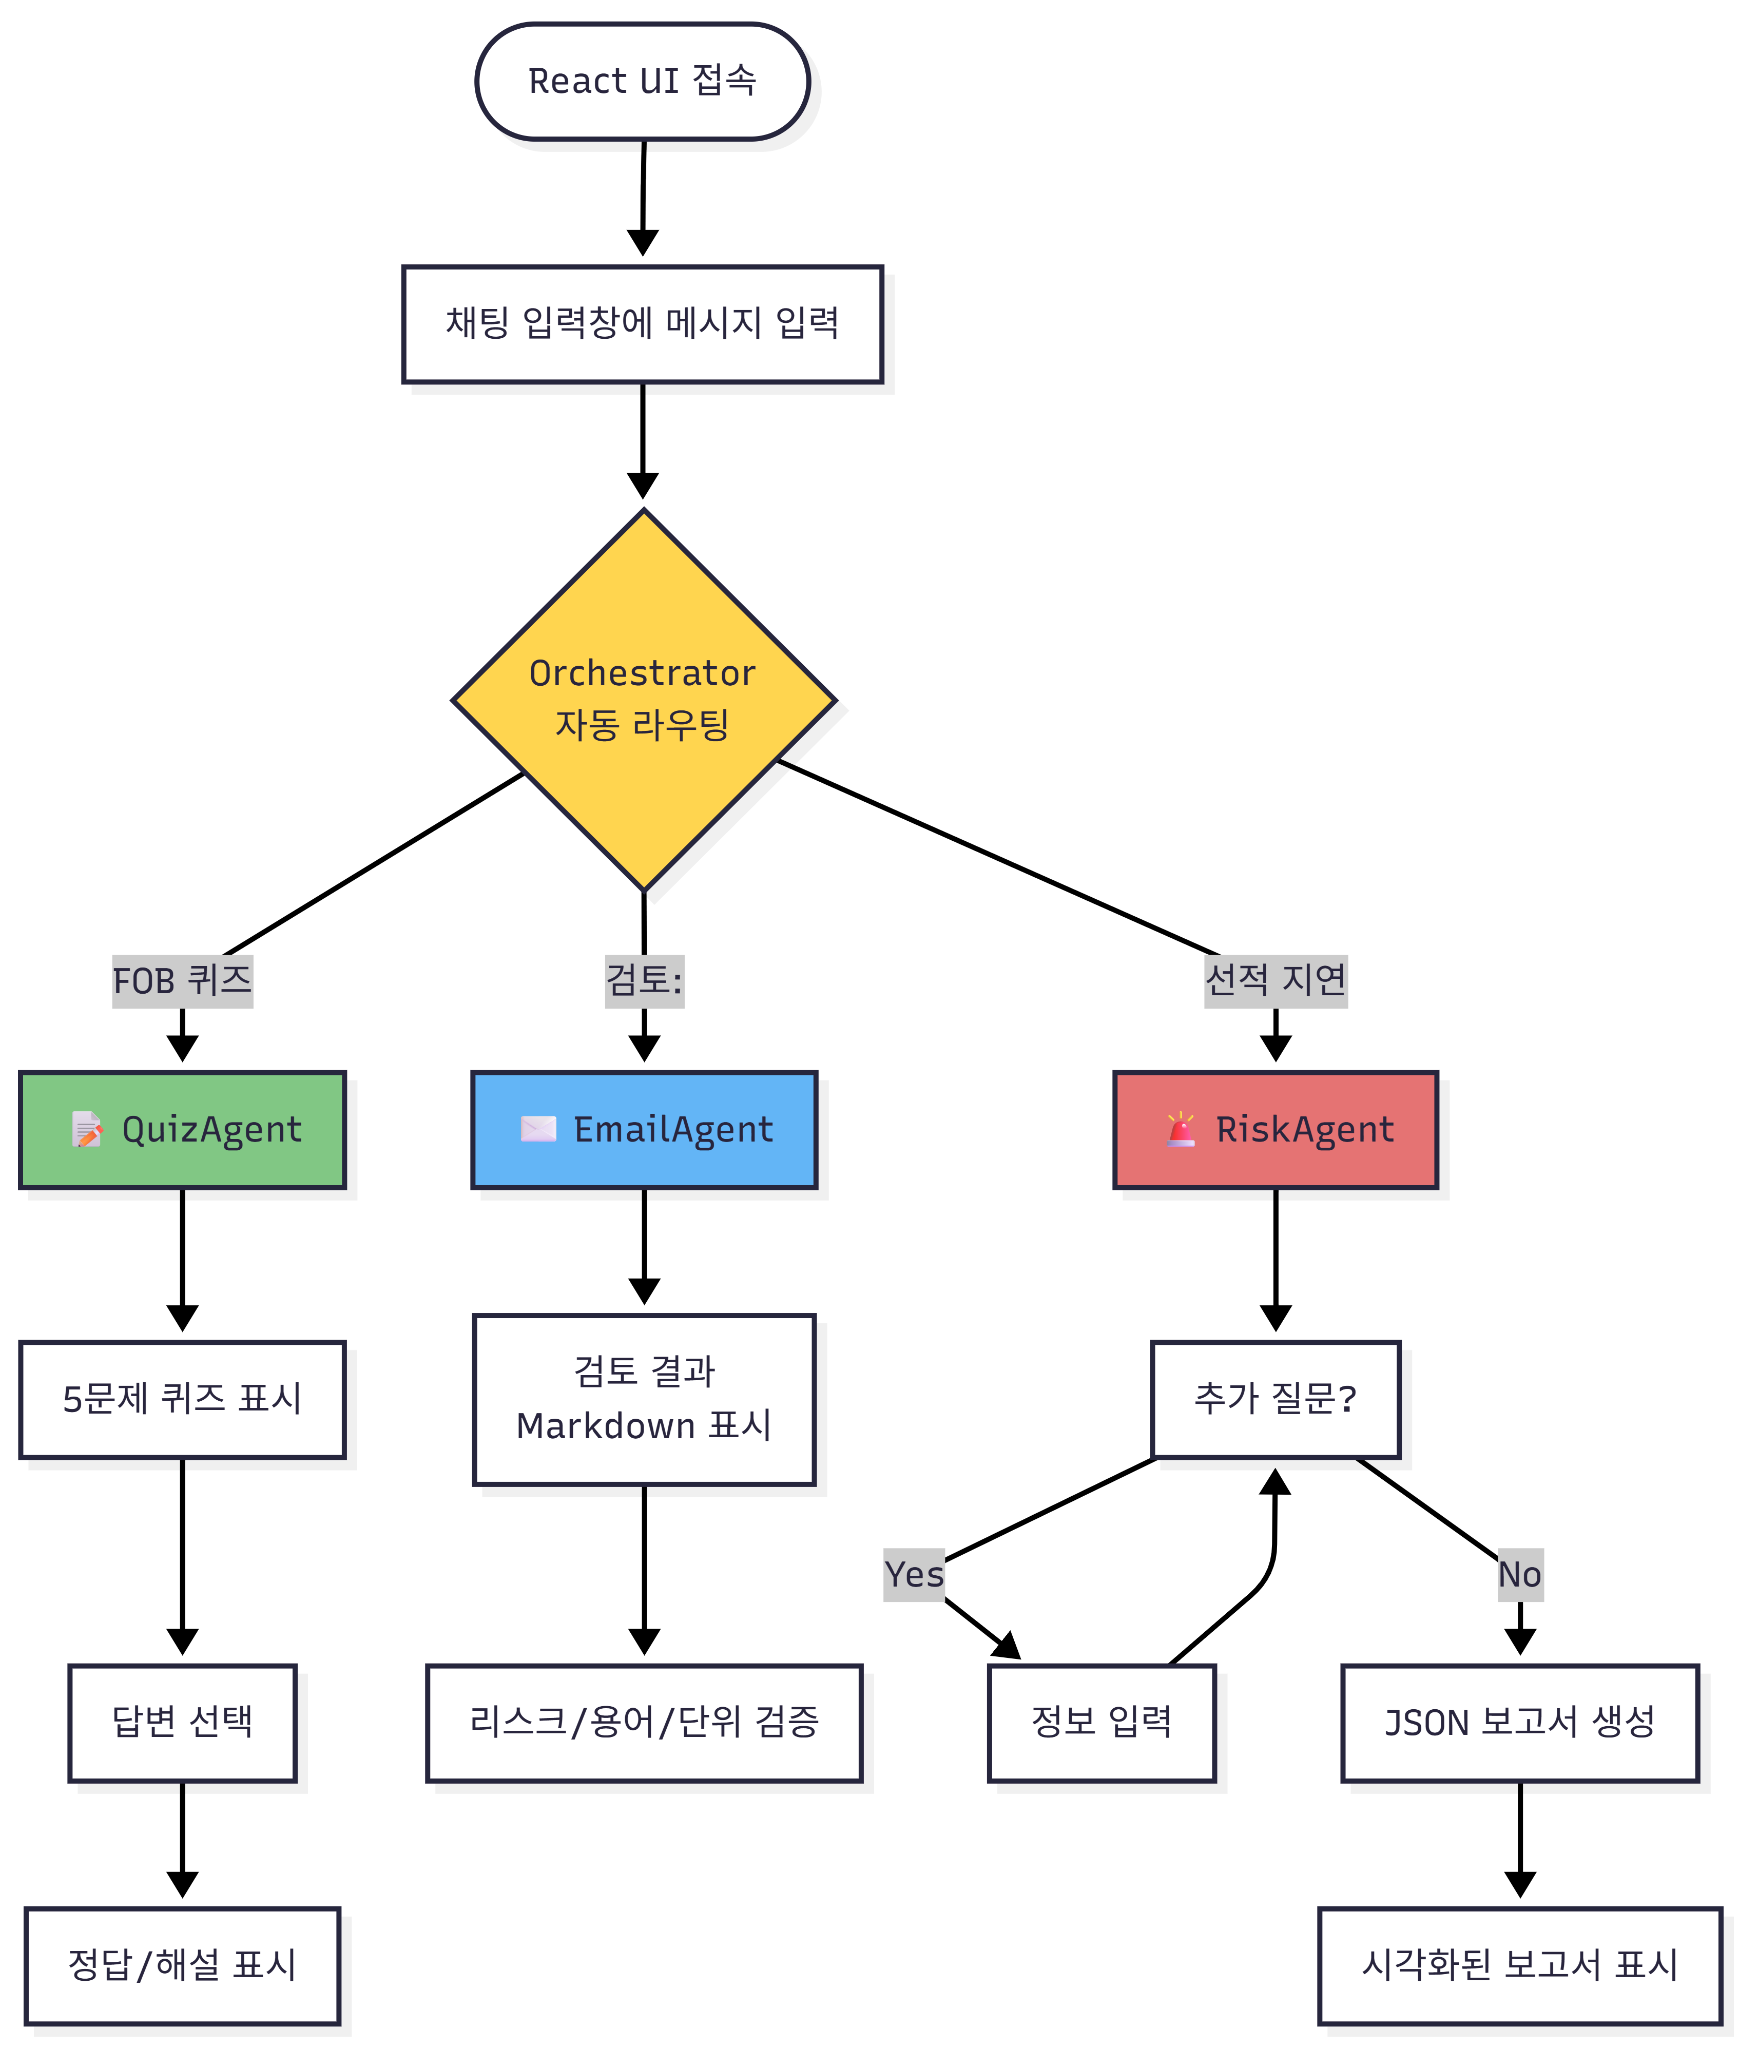 React UI 접속
채팅 입력창에 메시지 입력
Orchestrator
자동 라우팅
FOB 퀴즈
검토:
선적 지연
QuizAgent
EmailAgent
RiskAgent
5문제 퀴즈 표시
검토 결과
Markdown 표시
추가 질문?
Yes
No
답변 선택
리스크/용어/단위 검증
정보 입력
JSON 보고서 생성
정답/해설 표시
시각화된 보고서 표시